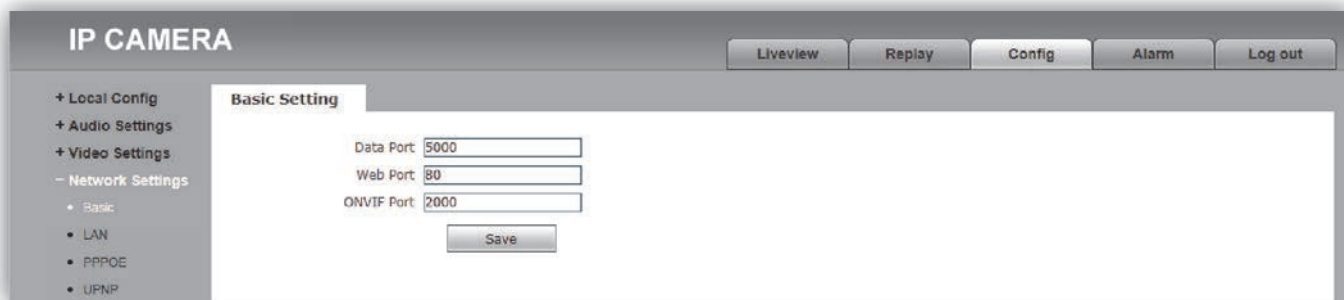 IP CAMERA
Liveview
Replay
Config
Alarm
Log out
+ Local Config
+ Audio Settings
+ Video Settings
− Network Settings
• Basic
• LAN
• PPPOE
• UPNP
Basic Setting
Data Port 5000
Web Port 80
ONVIF Port 2000
Save